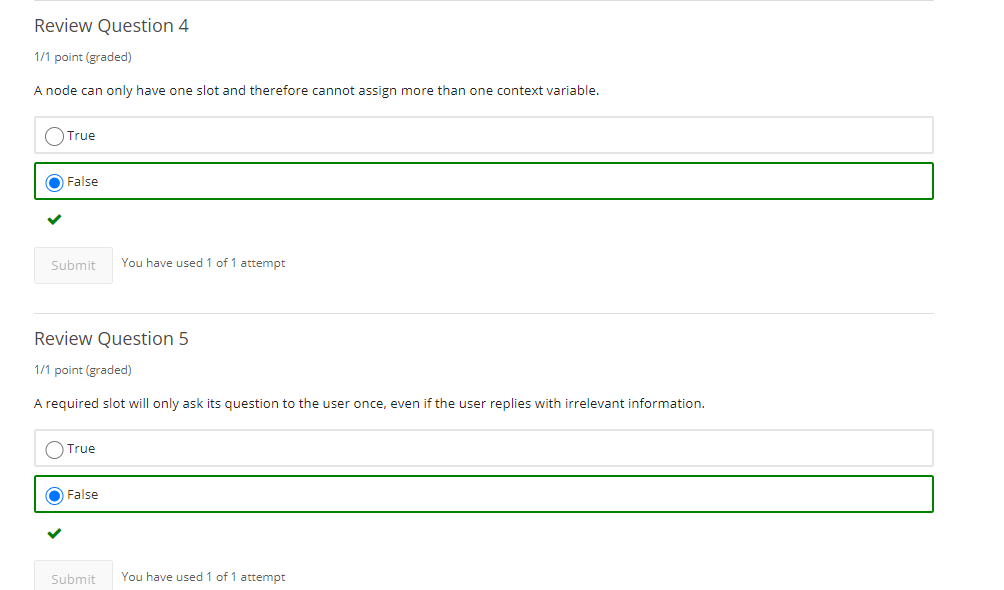 Review Question 4
1/1 point (graded)
A node can only have one slot and therefore cannot assign more than one context variable.
True
False
Submit You have used 1 of 1 attempt
Review Question 5
1/1 point (graded)
A required slot will only ask its question to the user once, even if the user replies with irrelevant information.
True
False
Submit You have used 1 of 1 attempt